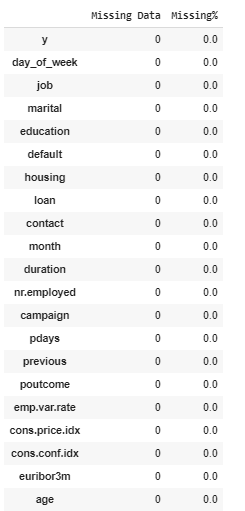 Missing Data Missing%
y 0 0.0
day_of_week 0 0.0
job 0 0.0
marital 0 0.0
education 0 0.0
default 0 0.0
housing 0 0.0
loan 0 0.0
contact 0 0.0
month 0 0.0
duration 0 0.0
nr.employed 0 0.0
campaign 0 0.0
pdays 0 0.0
previous 0 0.0
poutcome 0 0.0
emp.var.rate 0 0.0
cons.price.idx 0 0.0
cons.conf.idx 0 0.0
euribor3m 0 0.0
age 0 0.0